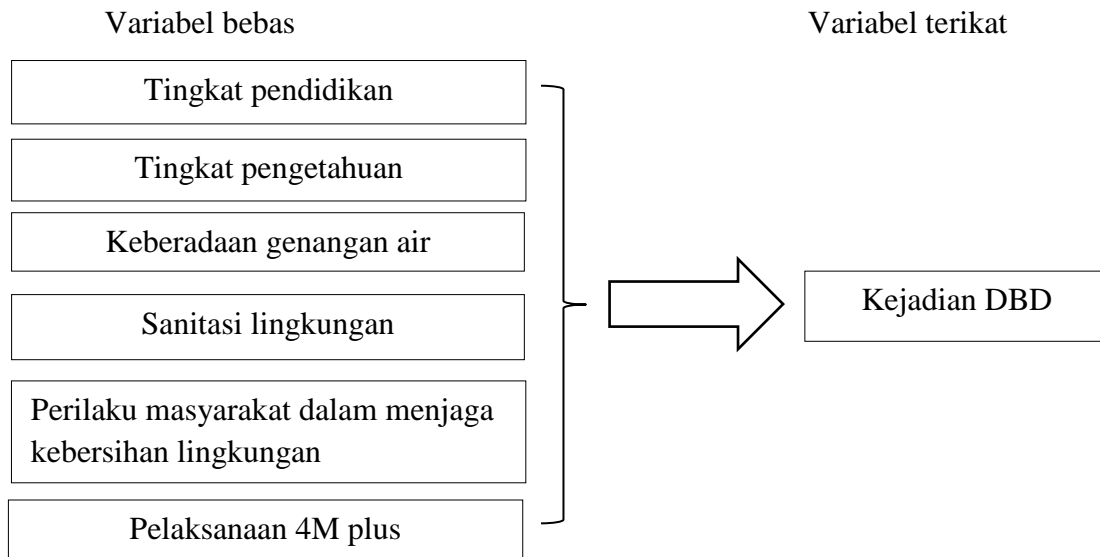 Variabel bebas
Variabel terikat
Tingkat pendidikan
Tingkat pengetahuan
Keberadaan genangan air
Sanitasi lingkungan
Perilaku masyarakat dalam menjaga
kebersihan lingkungan
Pelaksanaan 4M plus
Kejadian DBD